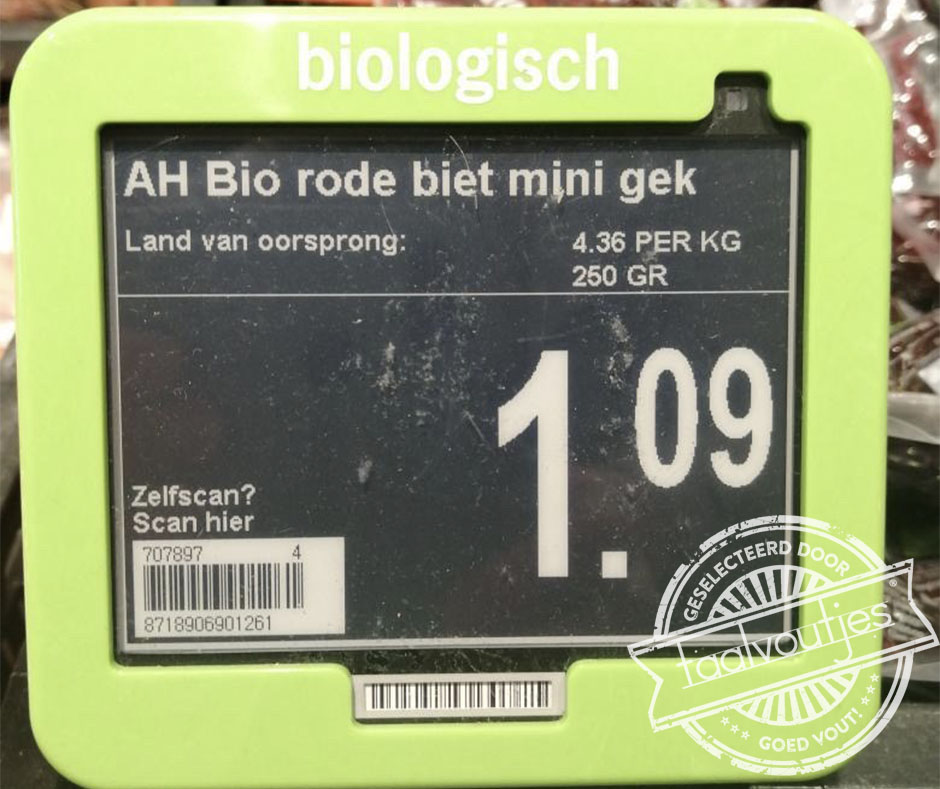 biologisch
AH Bio rode biet mini gek
Land van oorsprong:
4.36 PER KG
250 GR
1.09
Zelfscan?
Scan hier
707897 4
8718906901261
GESELECTEERD DOOR
taalvoutjes
GOED VOUT!